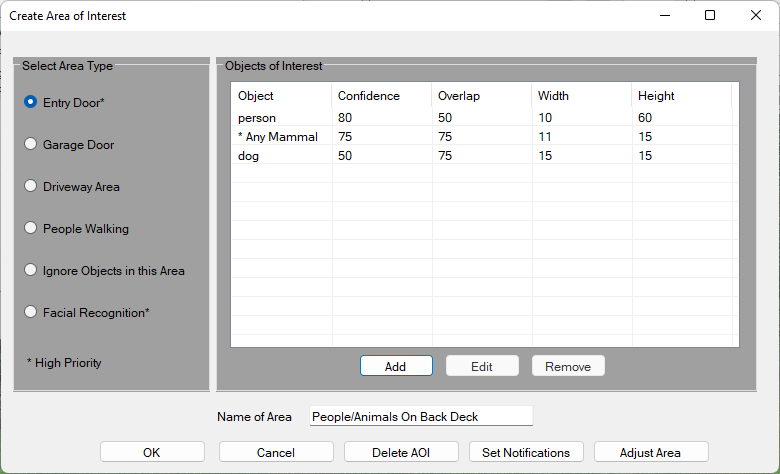 Create Area of Interest
Select Area Type
Entry Door*
Garage Door
Driveway Area
People Walking
Ignore Objects in this Area
Facial Recognition*
* High Priority
Objects of Interest
Object Confidence Overlap Width Height
person 80 50 10 60
* Any Mammal 75 75 11 15
dog 50 75 15 15
Add Edit Remove
Name of Area People/Animals On Back Deck
OK Cancel Delete AOI Set Notifications Adjust Area